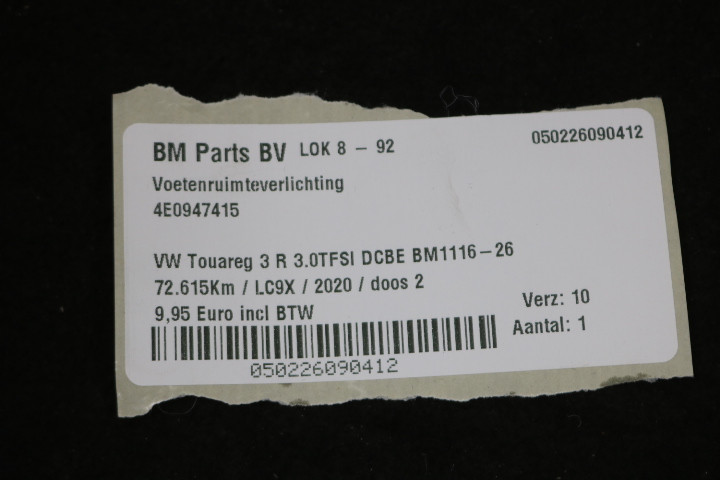 BM Parts BV LOK 8 - 92
050226090412
Voetenruimteverlichting
4E0947415
VW Touareg 3 R 3.0TFSI DCBE BM1116-26
72.615Km / LC9X / 2020 / doos 2
9,95 Euro incl BTW
Verz: 10
Aantal: 1
050226090412